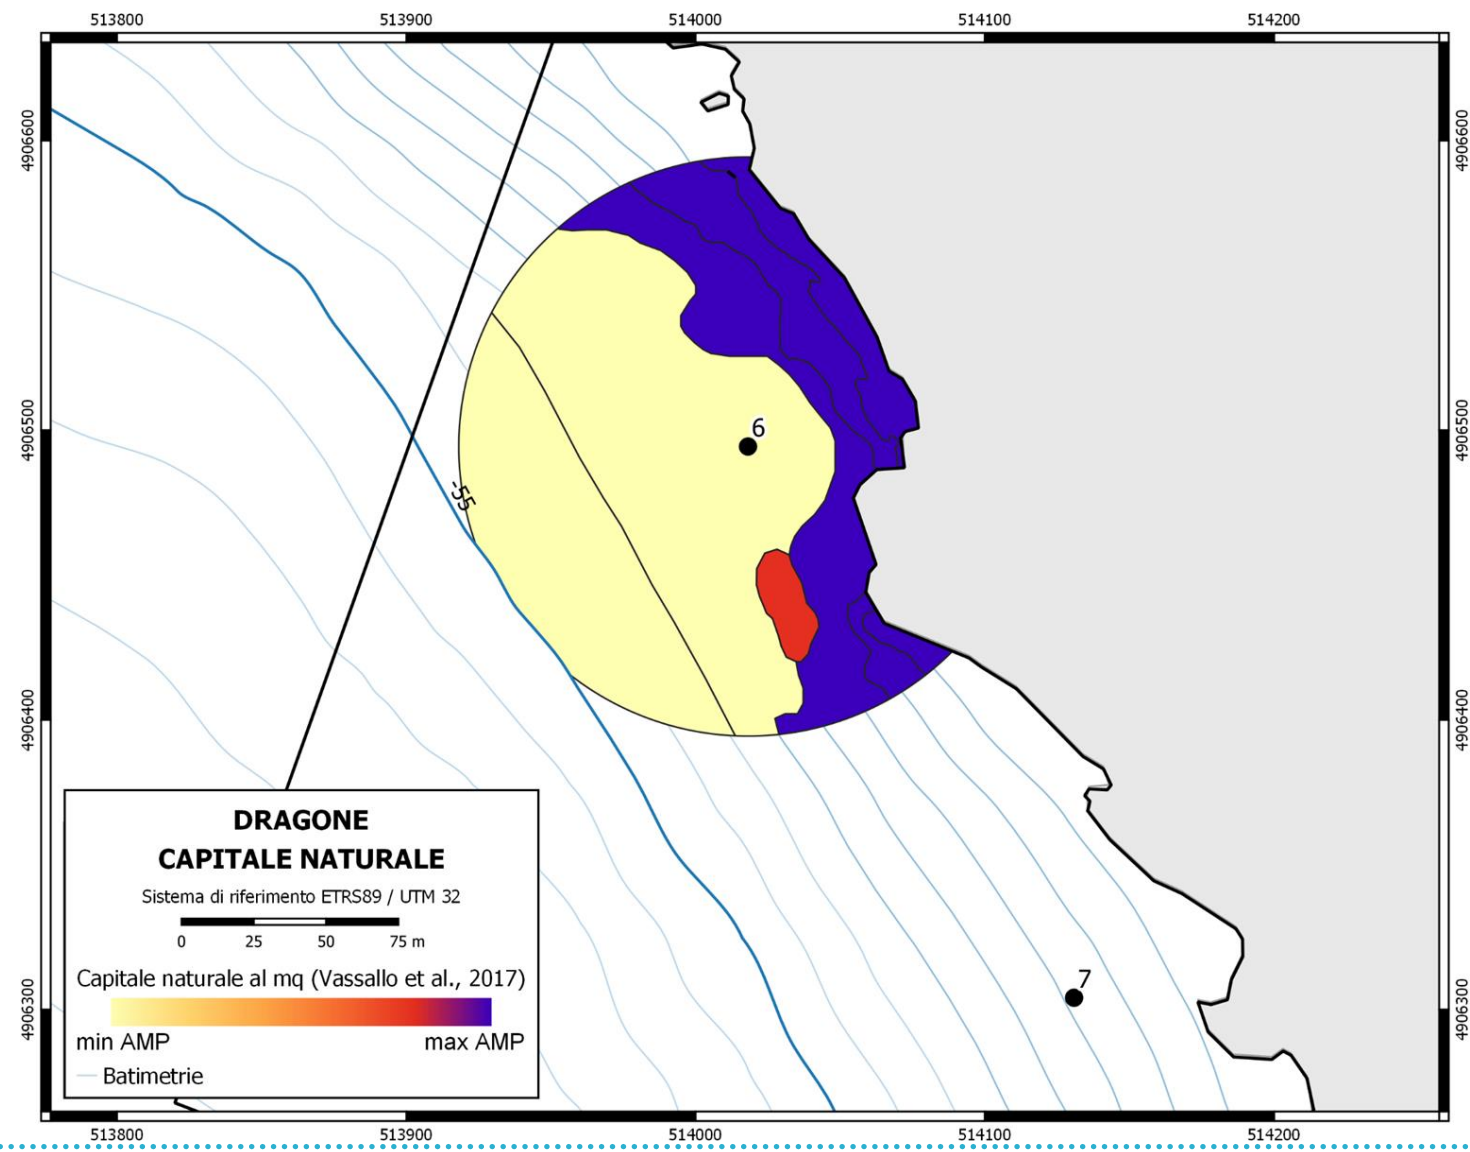 513800 513900 514000 514100 514200
4906600 4906600
4906500 4906500
4906400 4906400
4906300 4906300
6
-55
7
DRAGONE
CAPITALE NATURALE
Sistema di riferimento ETRS89 / UTM 32
0 25 50 75 m
Capitale naturale al mq (Vassallo et al., 2017)
min AMP max AMP
Batimetrie
513800 513900 514000 514100 514200